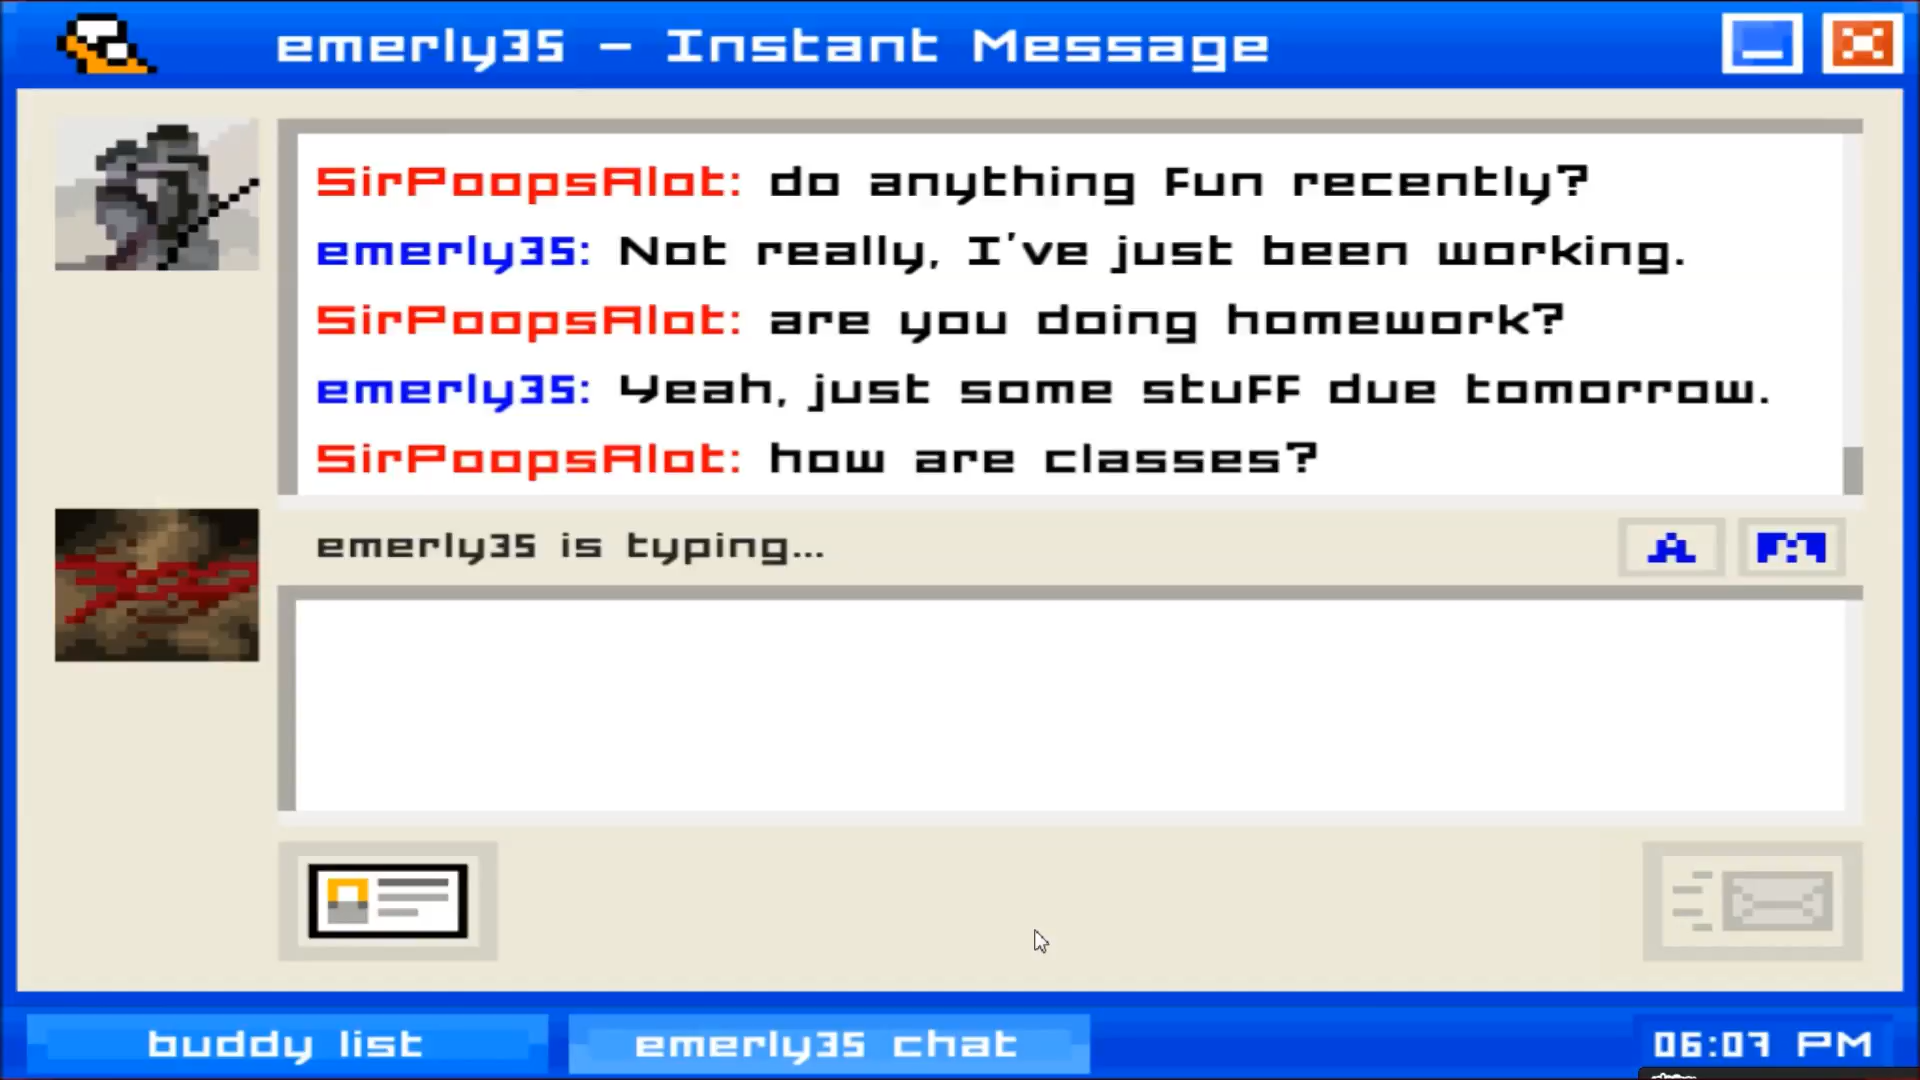 emerly35 - Instant Message
SirPoopsAlot: do anything fun recently?
emerly35: Not really, I've just been working.
SirPoopsAlot: are you doing homework?
emerly35: Yeah, just some stuff due tomorrow.
SirPoopsAlot: how are classes?
emerly35 is typing...
A
buddy list
emerly35 chat
06:07 PM